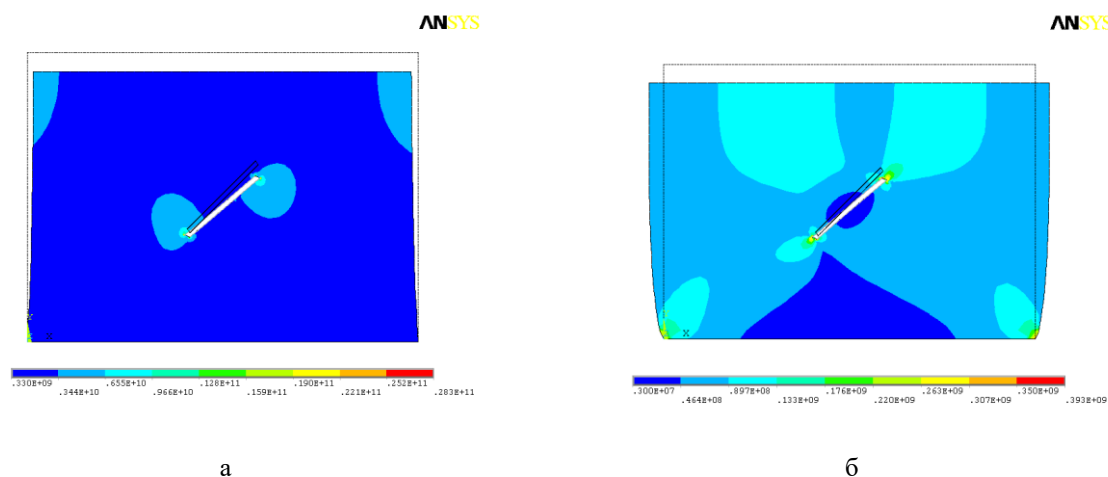 ANSYS
ANSYS
X
X
.330E+09 .655E+10 .128E+11 .190E+11 .252E+11
.344E+10 .966E+10 .159E+11 .221E+11 .283E+11
.300E+07 .897E+08 .176E+09 .263E+09 .350E+09
.464E+08 .133E+09 .220E+09 .307E+09 .393E+09
а
б